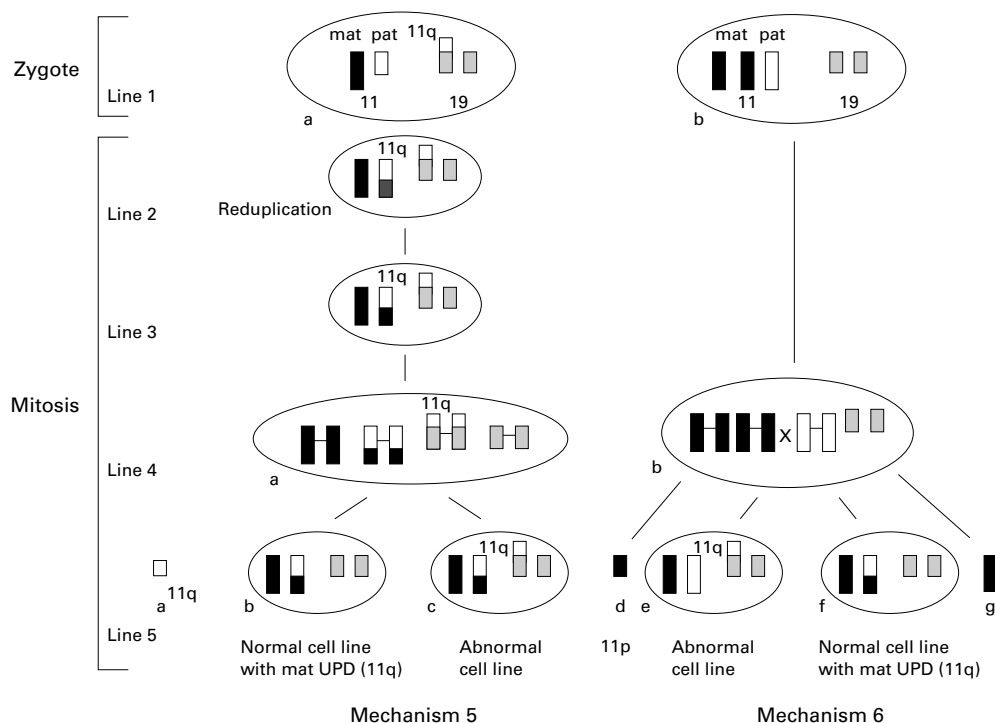 mat pat 11q
mat pat
Zygote
Line 1
11 19
11 19
a
b
11q
Reduplication
Line 2
11q
Line 3
Mitosis
11q
x
Line 4
a
b
11q
11q
a 11q
b
c
d
e
f
g
Line 5
Normal cell line
with mat UPD (11q)
Abnormal
cell line
11p
Abnormal
cell line
Normal cell line
with mat UPD (11q)
Mechanism 5
Mechanism 6